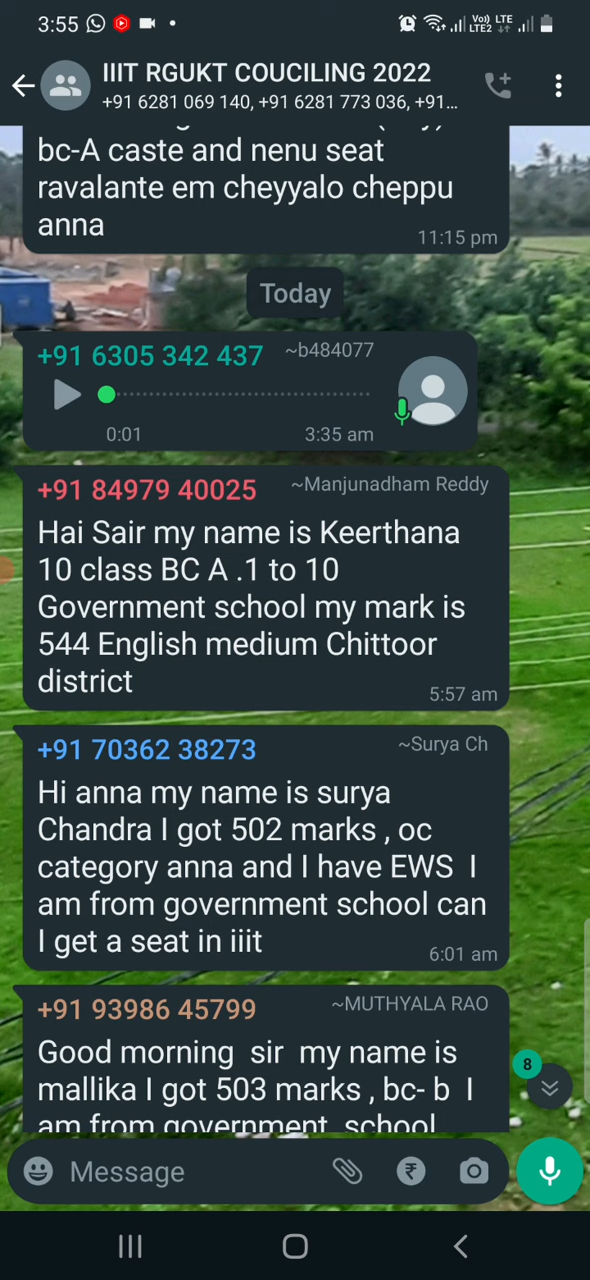 3:55
Vo)) LTE
LTE2
IIIT RGUKT COUCILING 2022
+91 6281 069 140, +91 6281 773 036, +91...
bc-A caste and nenu seat
ravalante em cheyyalo cheppu
anna
11:15 pm
Today
+91 6305 342 437 ~b484077
0:01 3:35 am
+91 84979 40025 ~Manjunadham Reddy
Hai Sair my name is Keerthana
10 class BC A .1 to 10
Government school my mark is
544 English medium Chittoor
district
5:57 am
+91 70362 38273 ~Surya Ch
Hi anna my name is surya
Chandra I got 502 marks , oc
category anna and I have EWS I
am from government school can
I get a seat in iiit
6:01 am
+91 93986 45799 ~MUTHYALA RAO
Good morning sir my name is
mallika I got 503 marks , bc- b I
am from government school
8
Message